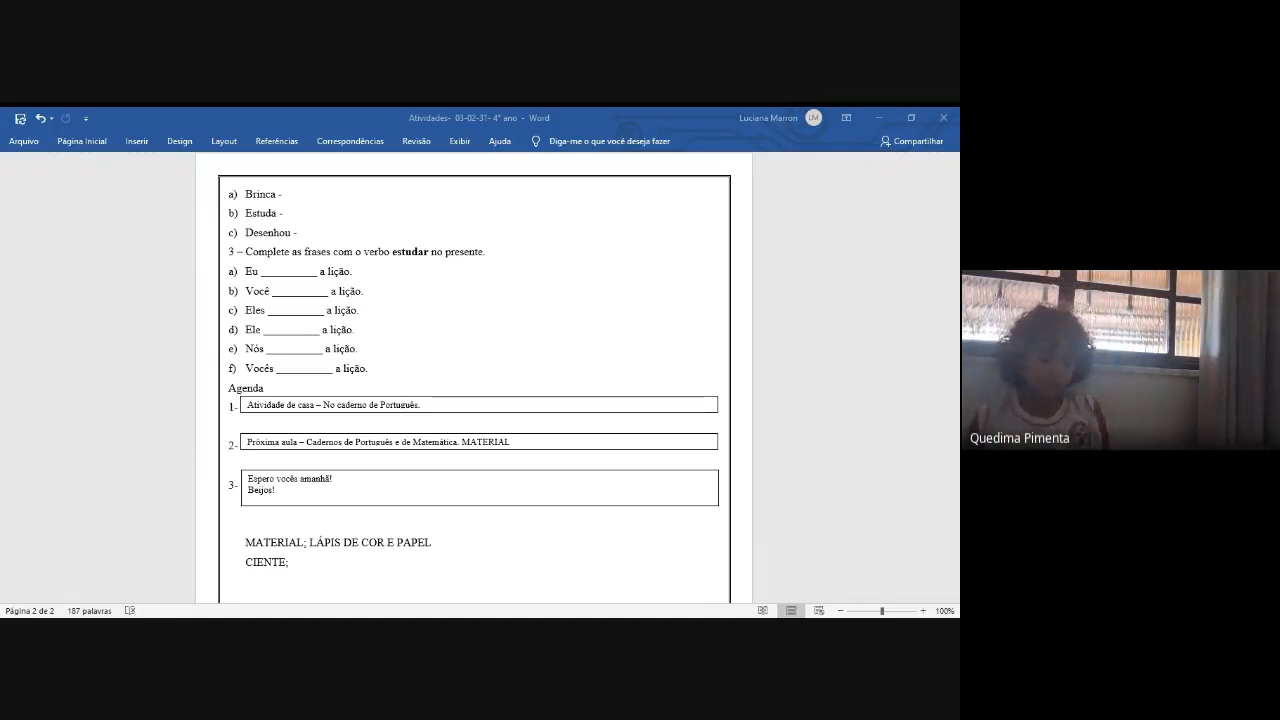 Atividades- 03-02-31- 4° ano - Word
Luciana Marron
LM
Arquivo Página Inicial Inserir Design Layout Referências Correspondências Revisão Exibir Ajuda Diga-me o que você deseja fazer Compartilhar
a) Brinca -
b) Estuda -
c) Desenhou -
3 – Complete as frases com o verbo estudar no presente.
a) Eu __________ a lição.
b) Você __________ a lição.
c) Eles __________ a lição.
d) Ele __________ a lição.
e) Nós __________ a lição.
f) Vocês __________ a lição.
Agenda
1- Atividade de casa – No caderno de Português.
2- Próxima aula – Cadernos de Português e de Matemática. MATERIAL
3- Espero vocês amanhã!
Beijos!
MATERIAL; LÁPIS DE COR E PAPEL
CIENTE;
Página 2 de 2 187 palavras 100%
Quedima Pimenta